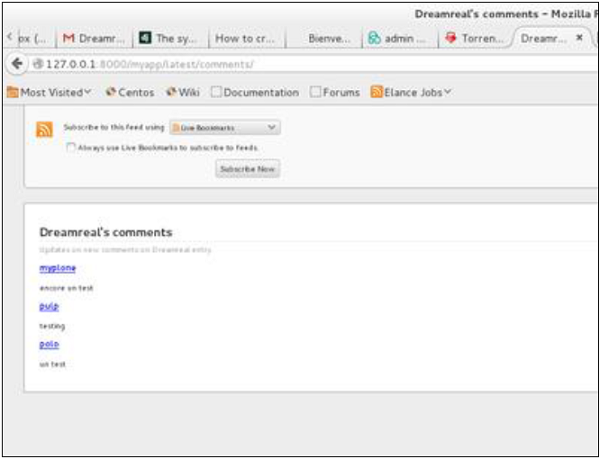 Dreamreal's comments - Mozilla F
ox (... Dreamr... The sy... How to cr... Bienve... admin ... Torren... Dreamr... ×
127.0.0.1:8000/myapp/latest/comments/
Most Visited Centos Wiki Documentation Forums Elance Jobs
Subscribe to this feed using Live Bookmarks
Always use Live Bookmarks to subscribe to feeds.
Subscribe Now
Dreamreal's comments
Updates on new comments on Dreamreal entry.
myplone
encore un test
pulp
testing
polo
un test